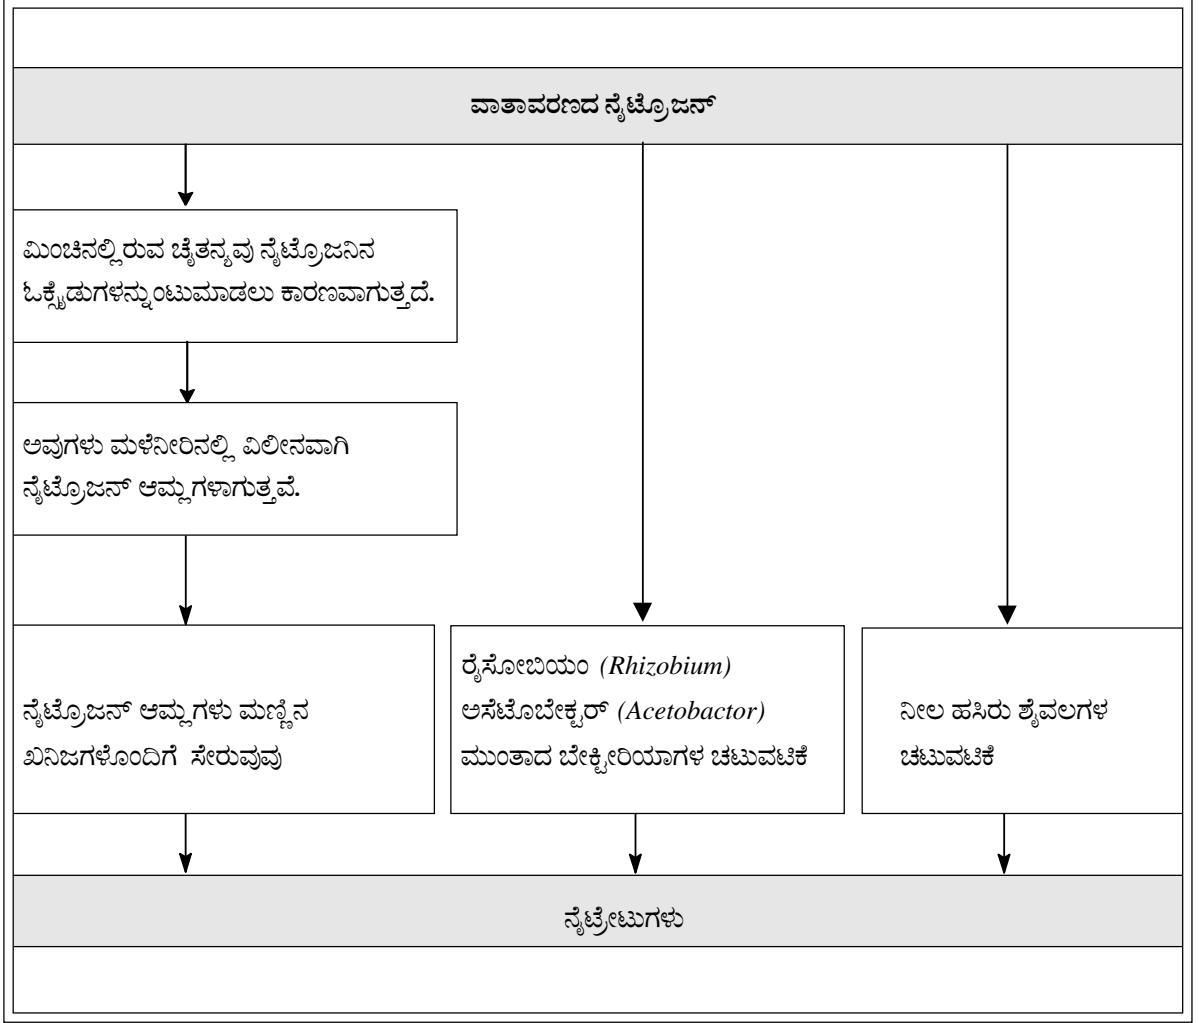 ವಾತಾವರಣದ ನೈಟ್ರೊಜನ್
ಮಿಂಚಿನಲ್ಲಿರುವ ಚೈತನ್ಯವು ನೈಟ್ರೊಜನಿನ
ಓಕ್ಸೈಡುಗಳನ್ನುಂಟುಮಾಡಲು ಕಾರಣವಾಗುತ್ತದೆ.
ಅವುಗಳು ಮಳೆನೀರಿನಲ್ಲಿ ವಿಲೀನವಾಗಿ
ನೈಟ್ರೊಜನ್ ಆಮ್ಲಗಳಾಗುತ್ತವೆ.
ನೈಟ್ರೊಜನ್ ಆಮ್ಲಗಳು ಮಣ್ಣಿನ
ಖನಿಜಗಳೊಂದಿಗೆ ಸೇರುವುವು
ರೈಸೋಬಿಯಂ (Rhizobium)
ಅಸೆಟೊಬೇಕ್ಟರ್ (Acetobactor)
ಮುಂತಾದ ಬೇಕ್ಟೀರಿಯಾಗಳ ಚಟುವಟಿಕೆ
ನೀಲ ಹಸಿರು ಶೈವಲಗಳ
ಚಟುವಟಿಕೆ
ನೈಟ್ರೇಟುಗಳು